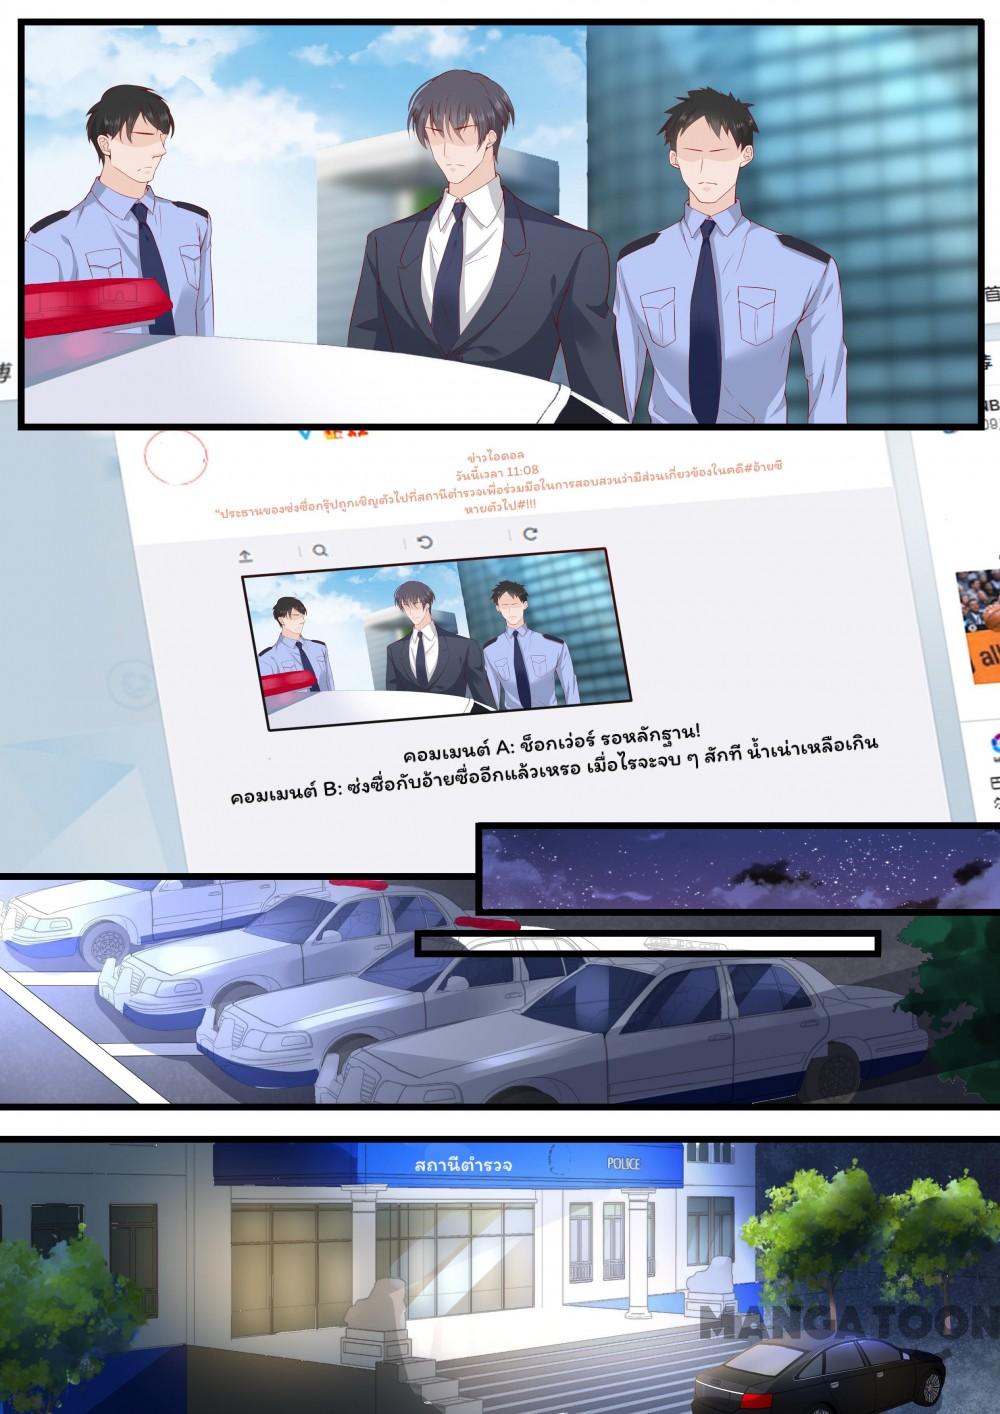 首
博
NB
09
ข่าวไอดอล
วันนี้เวลา 11:08
"ประธานของซ่งซื่อกรุ๊ปถูกเชิญตัวไปที่สถานีตำรวจเพื่อร่วมมือในการสอบสวนว่ามีส่วนเกี่ยวข้องในคดี#อ้ายซี
หายตัวไป#!!!
all
คอมเมนต์ A: ช็อกเว่อร์ รอหลักฐาน!
คอมเมนต์ B: ซ่งซื่อกับอ้ายซื่ออีกแล้วเหรอ เมื่อไรจะจบ ๆ สักที น้ำเน่าเหลือเกิน
สถานีตำรวจ
POLICE
MANGATOON